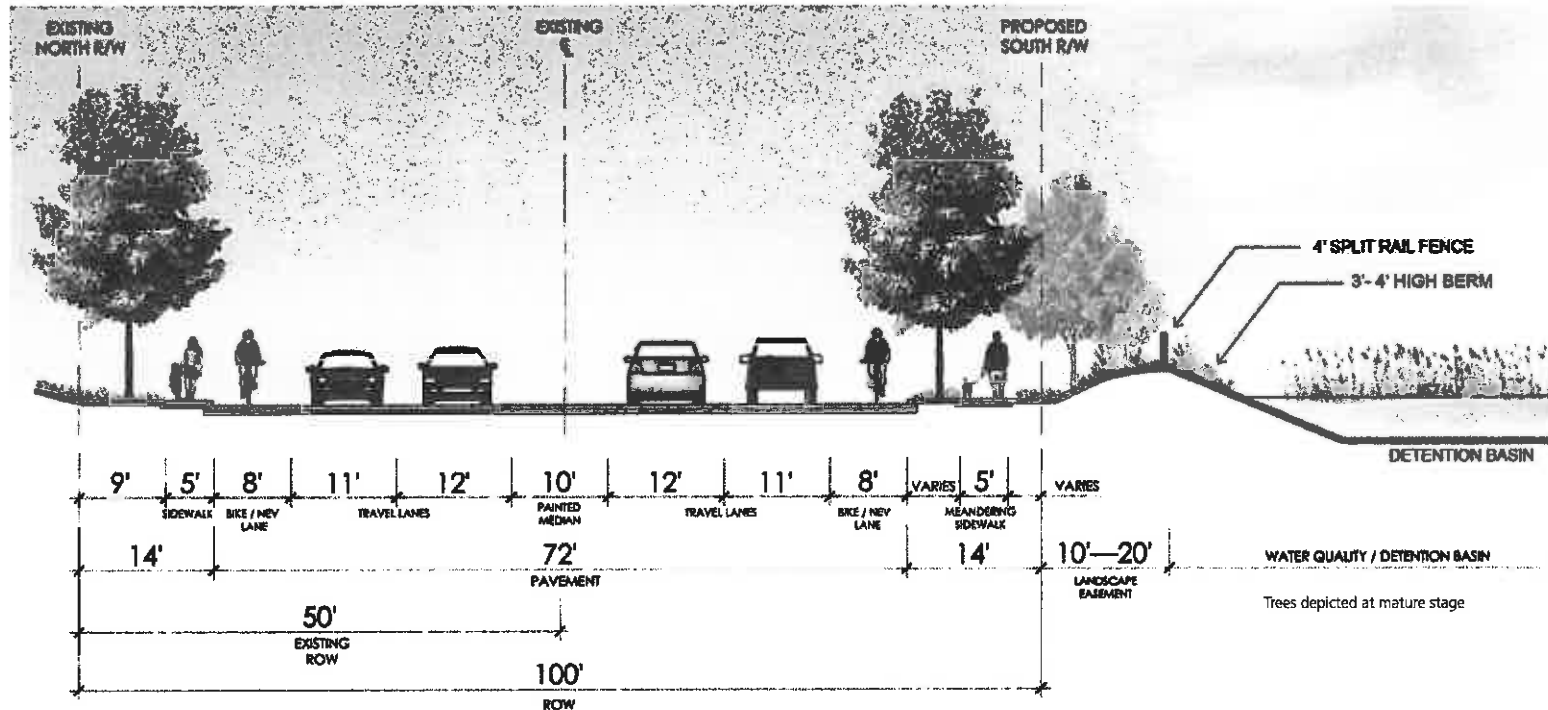 EXISTING
NORTH R/W
EXISTING
℄
PROPOSED
SOUTH R/W
4' SPLIT RAIL FENCE
3'- 4' HIGH BERM
DETENTION BASIN
9' 5' 8' 11' 12' 10' 12' 11' 8' VARIES 5' VARIES
SIDEWALK BIKE / NEV LANE TRAVEL LANES PAINTED MEDIAN TRAVEL LANES BIKE / NEV LANE MEANDERING SIDEWALK
14' 72' 14' 10'—20' WATER QUALITY / DETENTION BASIN
PAVEMENT LANDSCAPE EASEMENT
Trees depicted at mature stage
50'
EXISTING
ROW
100'
ROW